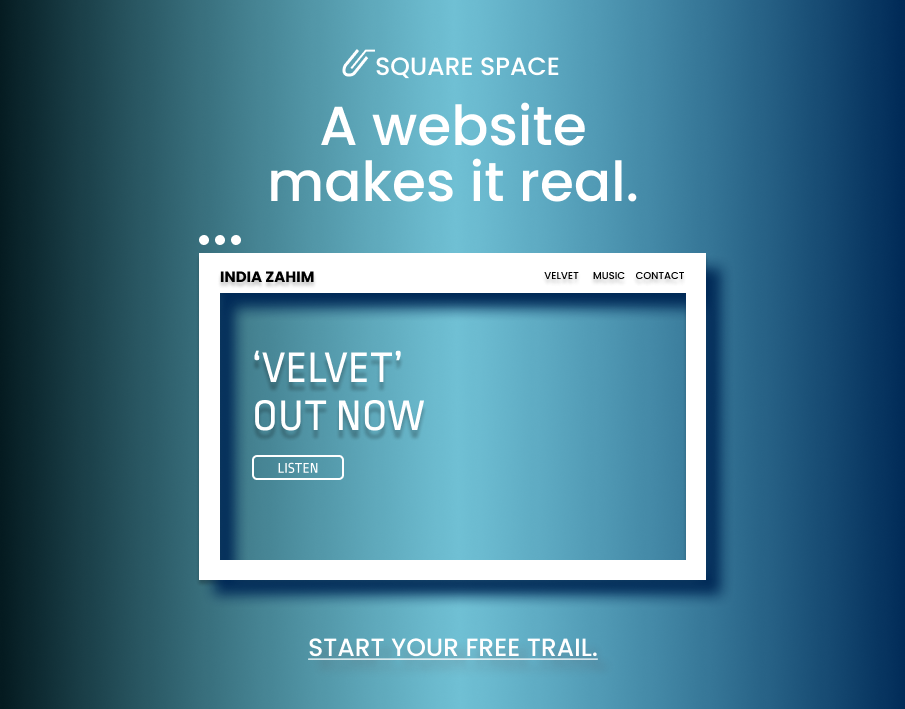 SQUARE SPACE
A website
makes it real.
INDIA ZAHIM
VELVET MUSIC CONTACT
‘VELVET’
OUT NOW
LISTEN
START YOUR FREE TRAIL.